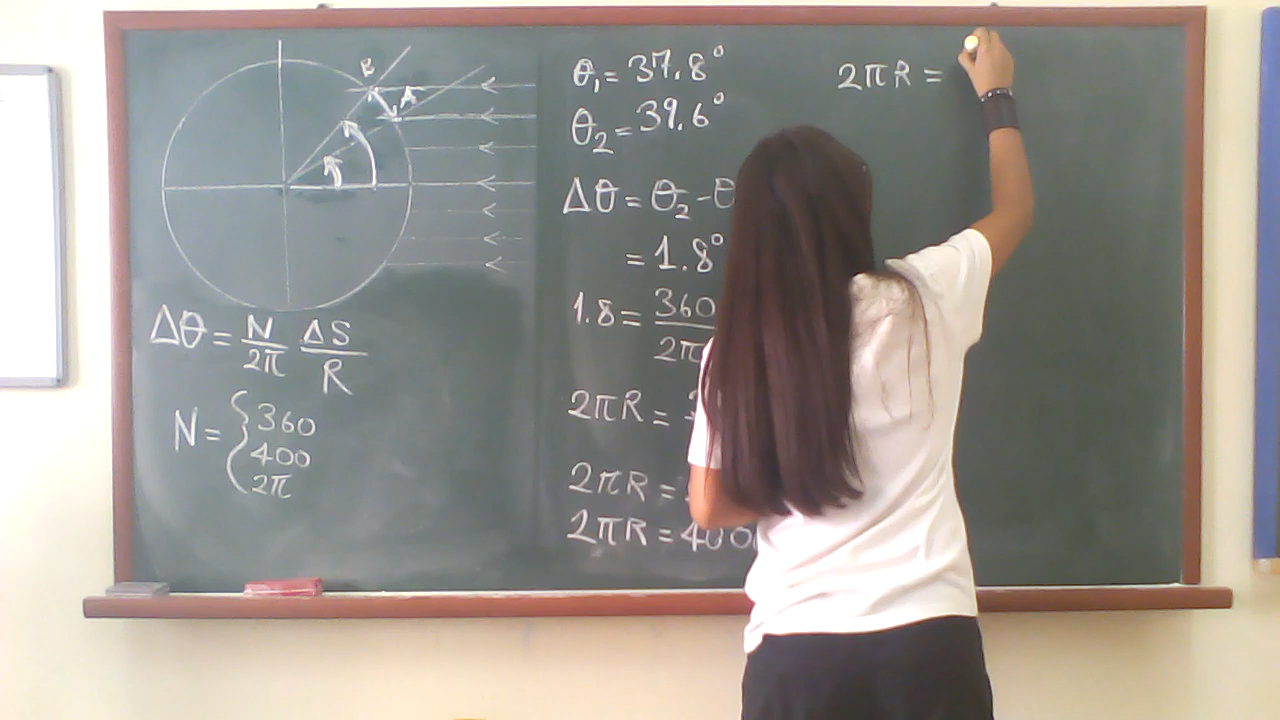 B
A
Δθ = N/2π ΔS/R
N = { 360
400
2π
θ₁ = 37.8°
θ₂ = 39.6°
Δθ = θ₂ - θ
= 1.8°
1.8 = 360/2π
2πR =
2πR =
2πR = 400
2πR =